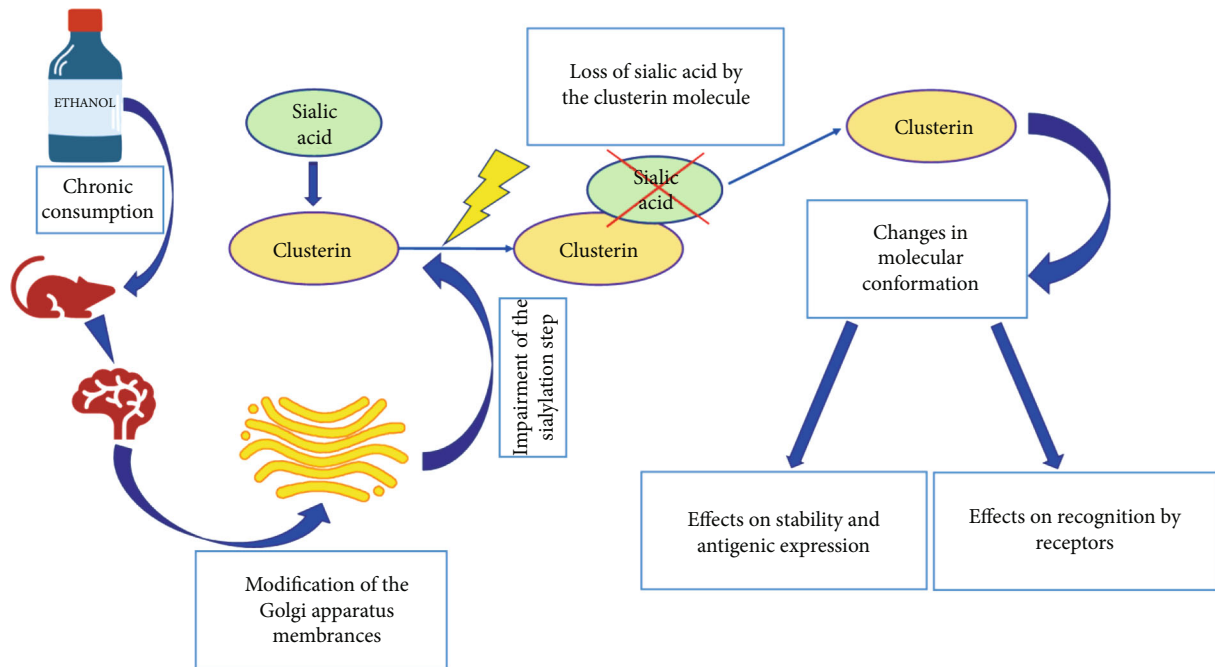 ETHANOL
Chronic
consumption
Sialic
acid
Clusterin
Loss of sialic acid by
the clusterin molecule
Sialic
acid
Clusterin
Clusterin
Impairment of the
sialylation step
Modification of the
Golgi apparatus
membrances
Changes in
molecular
conformation
Effects on stability and
antigenic expression
Effects on recognition by
receptors